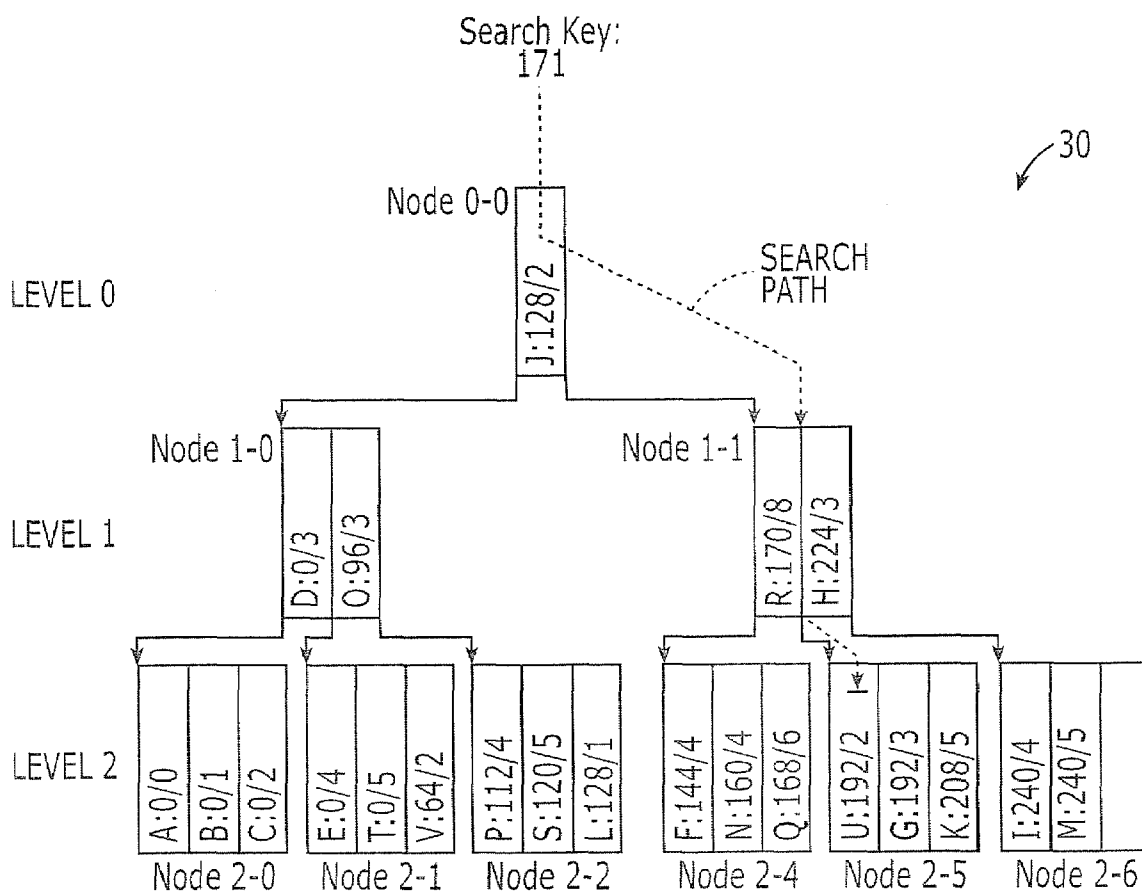 Search Key:
171
30
Node 0-0
J:128/2
SEARCH
PATH
LEVEL 0
Node 1-0
D:0/3
O:96/3
Node 1-1
R:170/8
H:224/3
LEVEL 1
A:0/0
B:0/1
C:0/2
E:0/4
T:0/5
V:64/2
P:112/4
S:120/5
L:128/1
F:144/4
N:160/4
Q:168/6
U:192/2
G:192/3
K:208/5
I:240/4
M:240/5
LEVEL 2
Node 2-0
Node 2-1
Node 2-2
Node 2-4
Node 2-5
Node 2-6